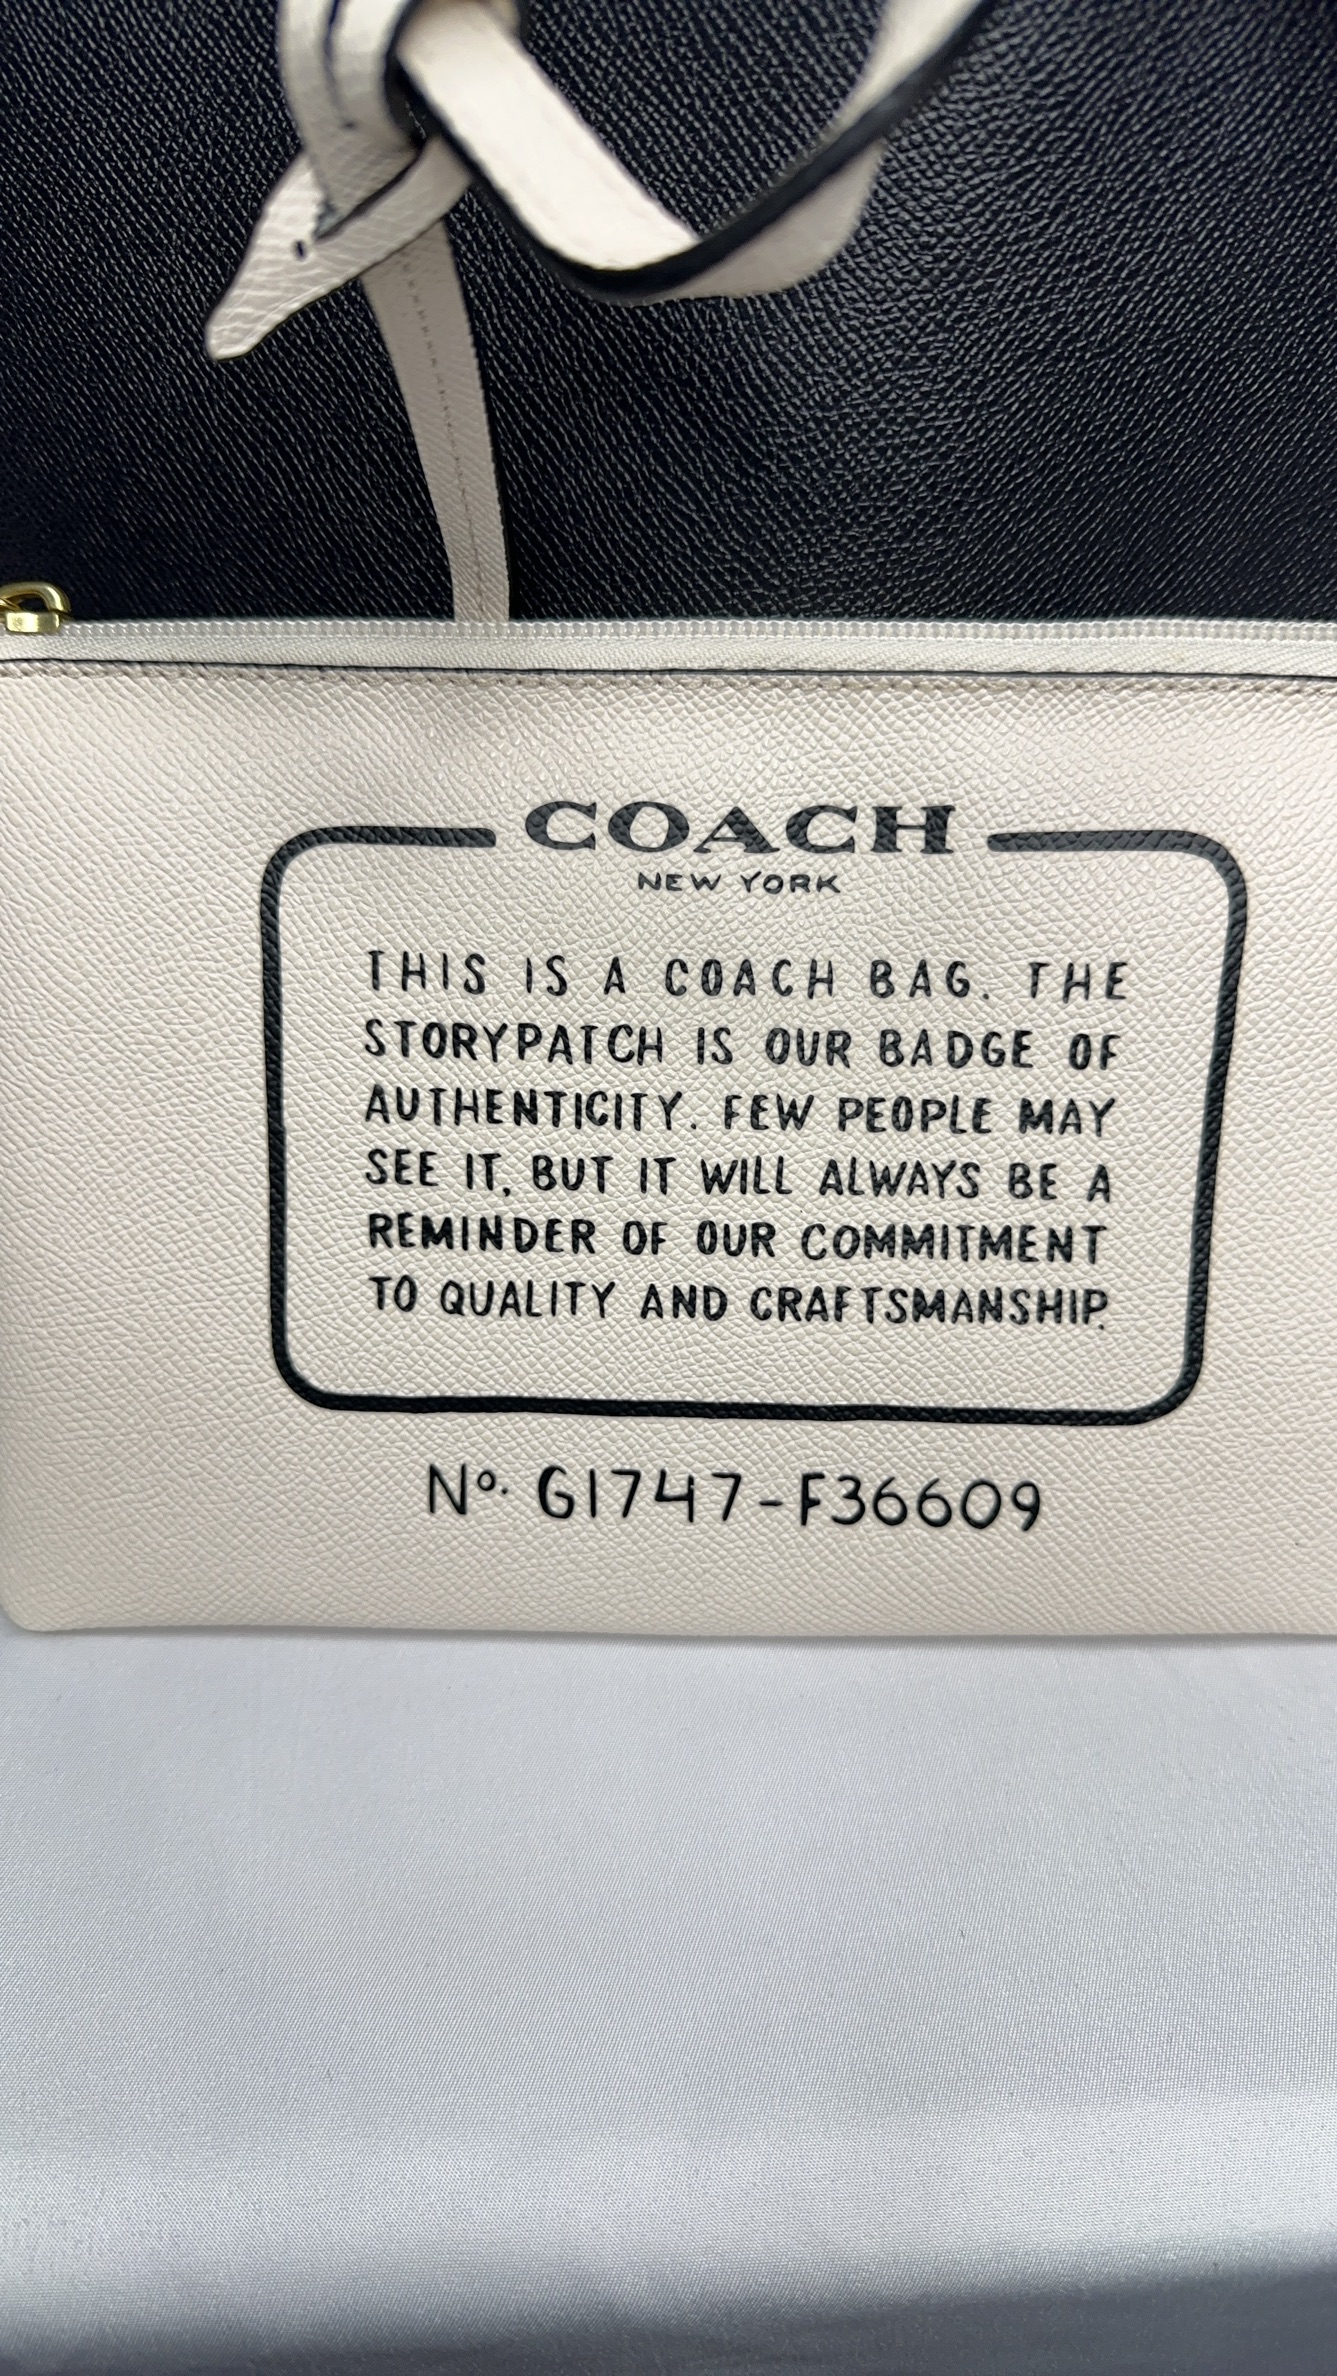 COACH
NEW YORK
THIS IS A COACH BAG. THE
STORYPATCH IS OUR BADGE OF
AUTHENTICITY. FEW PEOPLE MAY
SEE IT, BUT IT WILL ALWAYS BE A
REMINDER OF OUR COMMITMENT
TO QUALITY AND CRAFTSMANSHIP.
Nº. G1747-F36609